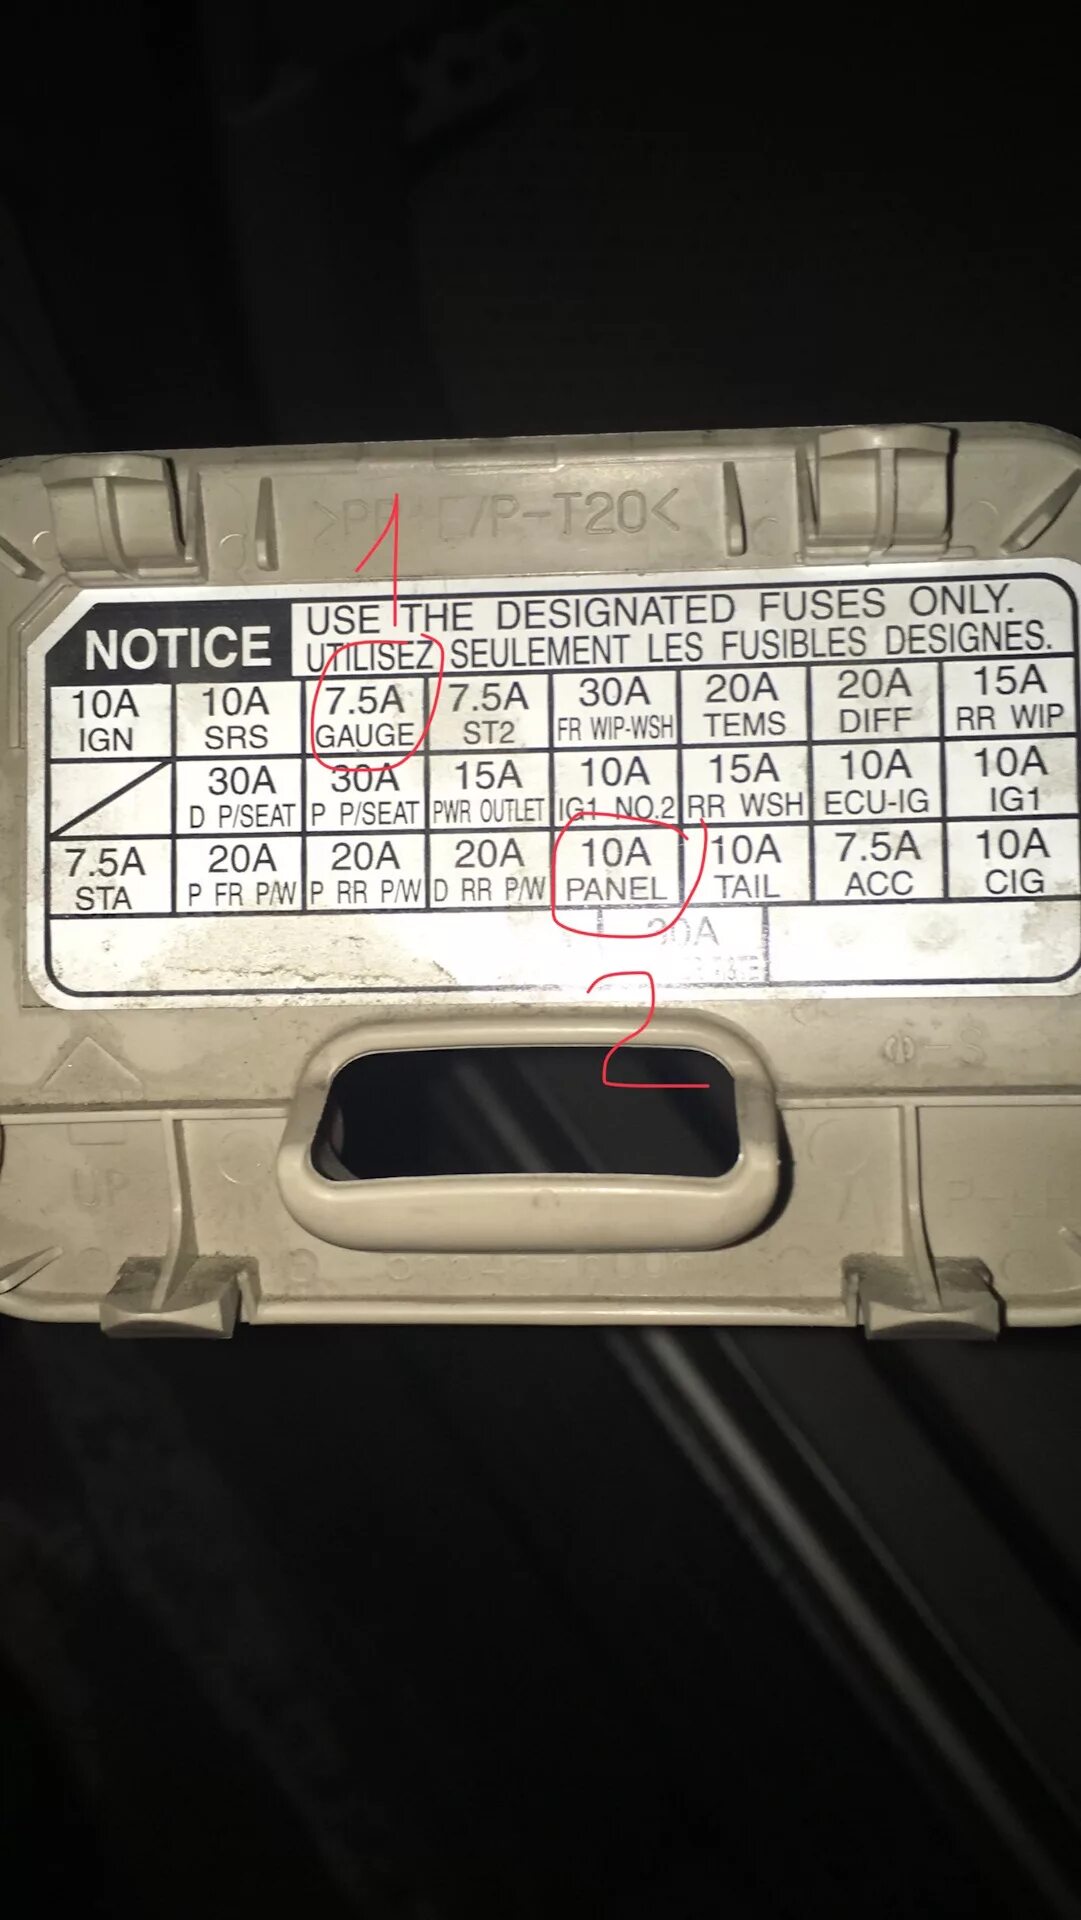 1
NOTICE
USE THE DESIGNATED FUSES ONLY.
UTILISEZ SEULEMENT LES FUSIBLES DESIGNES.
10A 10A 7.5A 7.5A 30A 20A 20A 15A
IGN SRS GAUGE ST2 FR WIP-WSH TEMS DIFF RR WIP
30A 30A 15A 10A 15A 10A 10A
D P/SEAT P P/SEAT PWR OUTLET IG1 NO.2 RR WSH ECU-IG IG1
7.5A 20A 20A 20A 10A 10A 7.5A 10A
STA P FR P/W P RR P/W D RR P/W PANEL TAIL ACC CIG
30A
2
UP